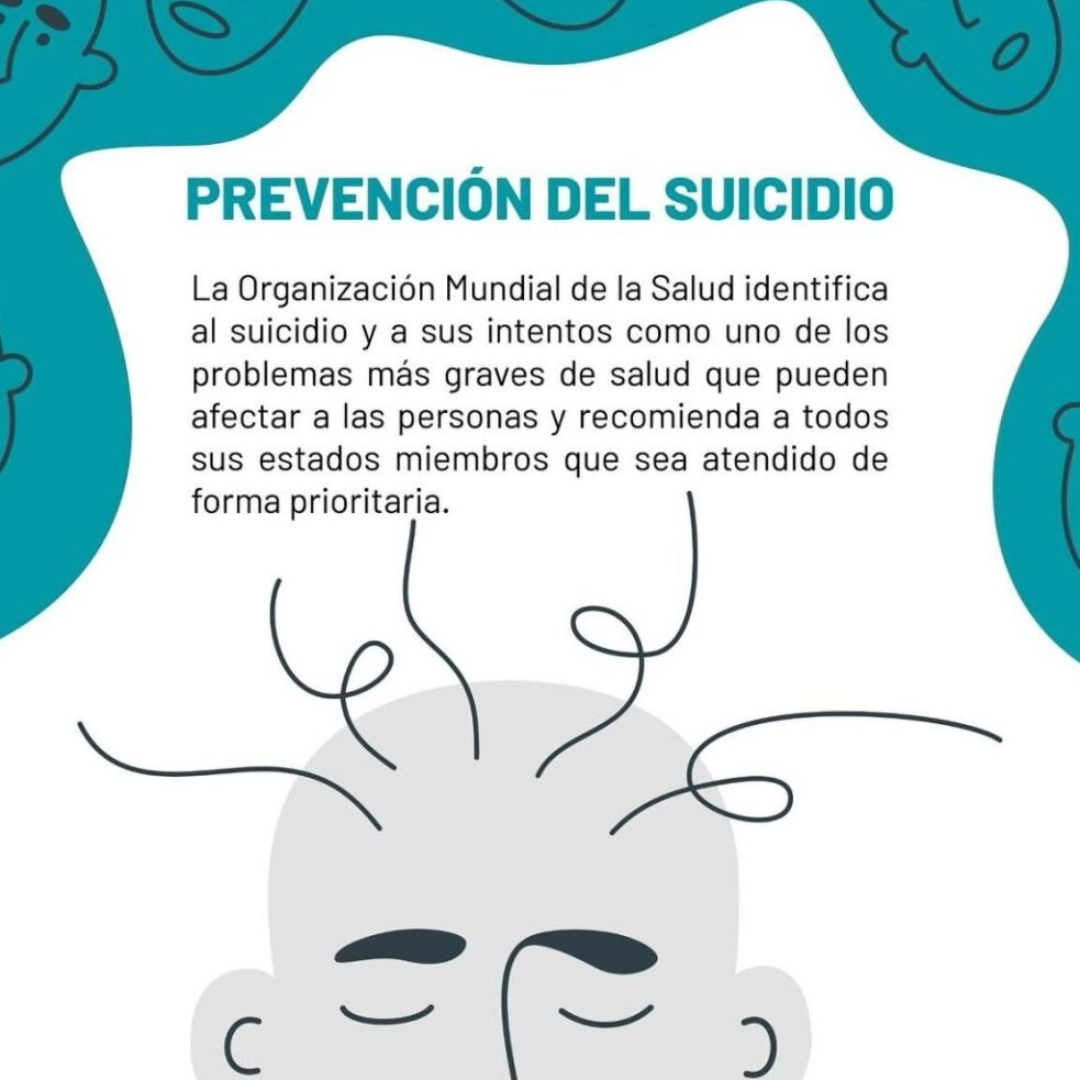 PREVENCIÓN DEL SUICIDIO
La Organización Mundial de la Salud identifica
al suicidio y a sus intentos como uno de los
problemas más graves de salud que pueden
afectar a las personas y recomienda a todos
sus estados miembros que sea atendido de
forma prioritaria.